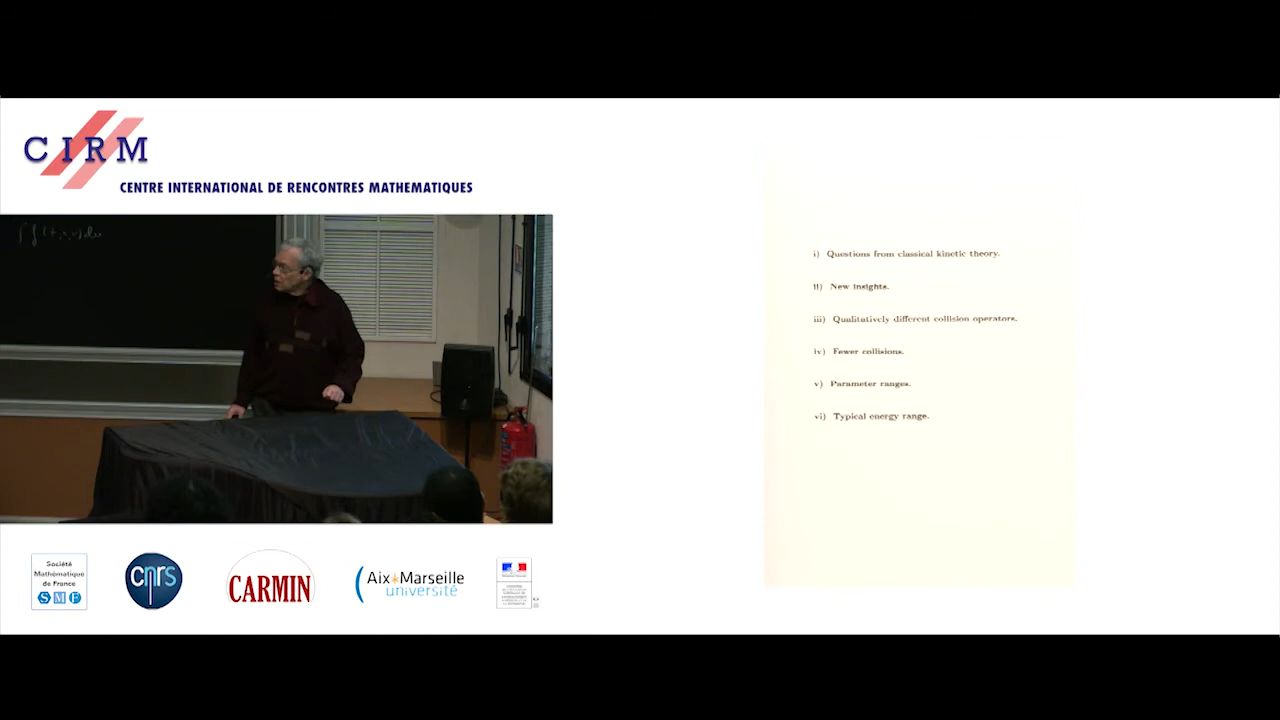 CIRM
CENTRE INTERNATIONAL DE RENCONTRES MATHEMATIQUES
∫ f (t,x,v) dv
i) Questions from classical kinetic theory.
ii) New insights.
iii) Qualitatively different collision operators.
iv) Fewer collisions.
v) Parameter ranges.
vi) Typical energy range.
Société
Mathématique
de France
SMF
cnrs
CARMIN
Aix*Marseille
université